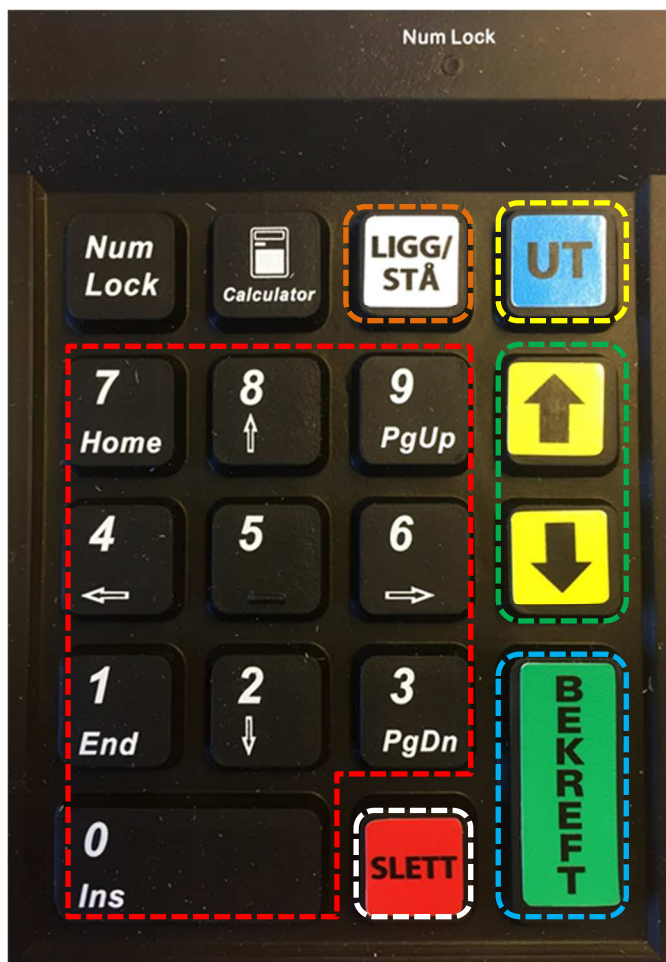 Num Lock
Num
Lock
Calculator
LIGG/
STÅ
UT
7
Home
8
9
PgUp
4
5
6
1
End
2
3
PgDn
BEKREFT
0
Ins
SLETT